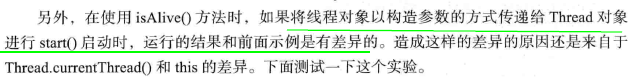 另外，在使用 isAlive() 方法时，如果将线程对象以构造参数的方式传递给 Thread 对象
进行 start() 启动时，运行的结果和前面示例是有差异的。造成这样的差异的原因还是来自于
Thread.currentThread() 和 this 的差异。下面测试一下这个实验。